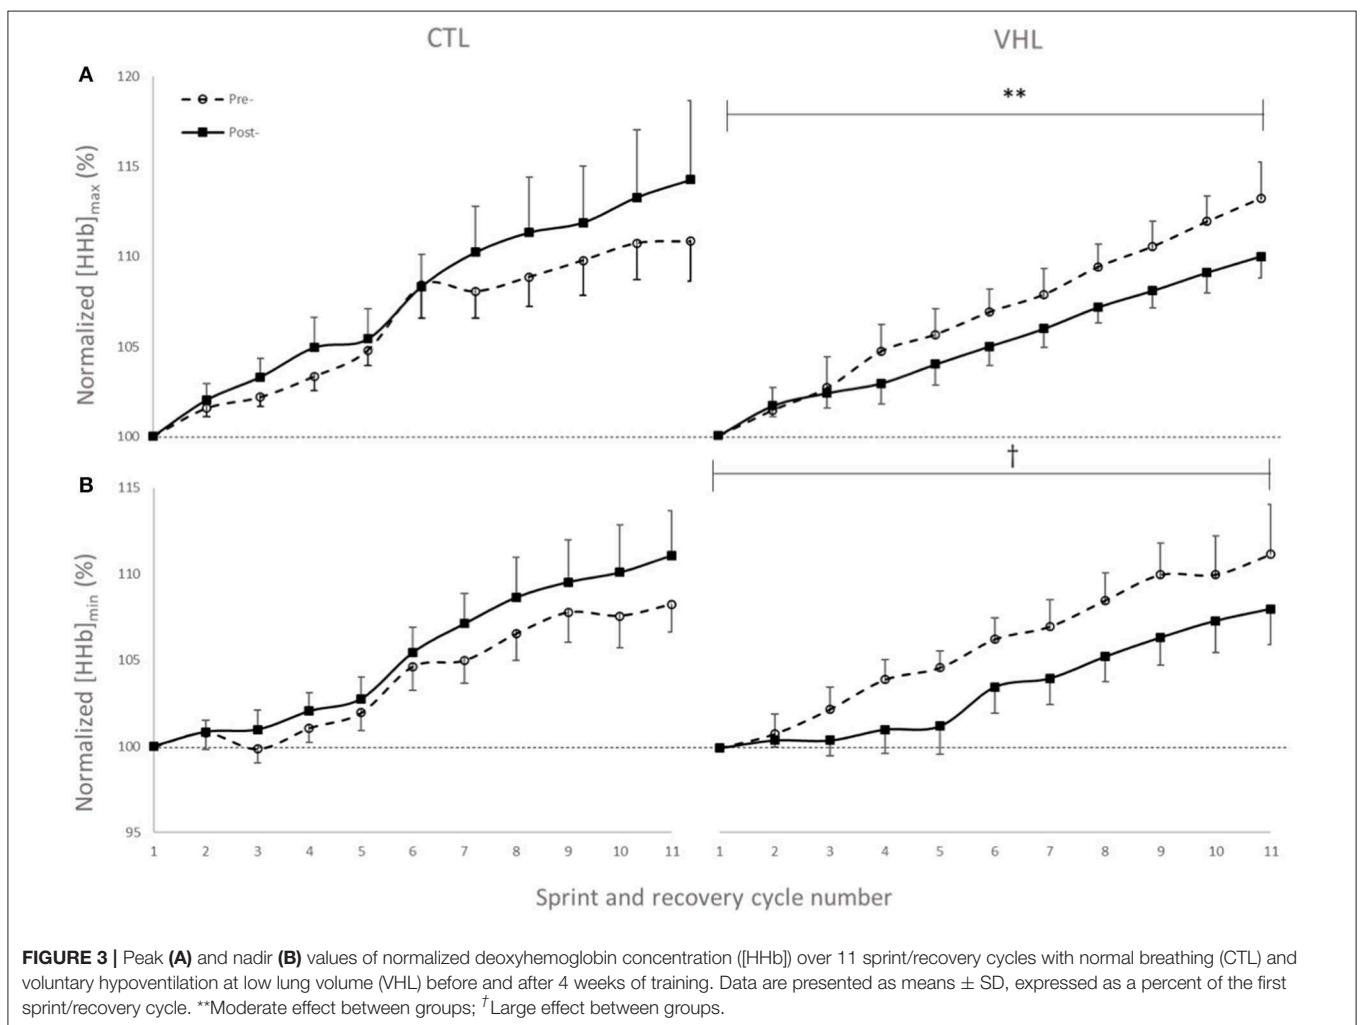 CTL VHL
A
120
115
110
105
100
Normalized [HHb]max (%)
Pre-
Post-
**
B
115
110
105
100
95
Normalized [HHb]min (%)
†
1 2 3 4 5 6 7 8 9 10 11 1 2 3 4 5 6 7 8 9 10 11
Sprint and recovery cycle number
FIGURE 3 | Peak (A) and nadir (B) values of normalized deoxyhemoglobin concentration ([HHb]) over 11 sprint/recovery cycles with normal breathing (CTL) and
voluntary hypoventilation at low lung volume (VHL) before and after 4 weeks of training. Data are presented as means ± SD, expressed as a percent of the first
sprint/recovery cycle. **Moderate effect between groups; †Large effect between groups.